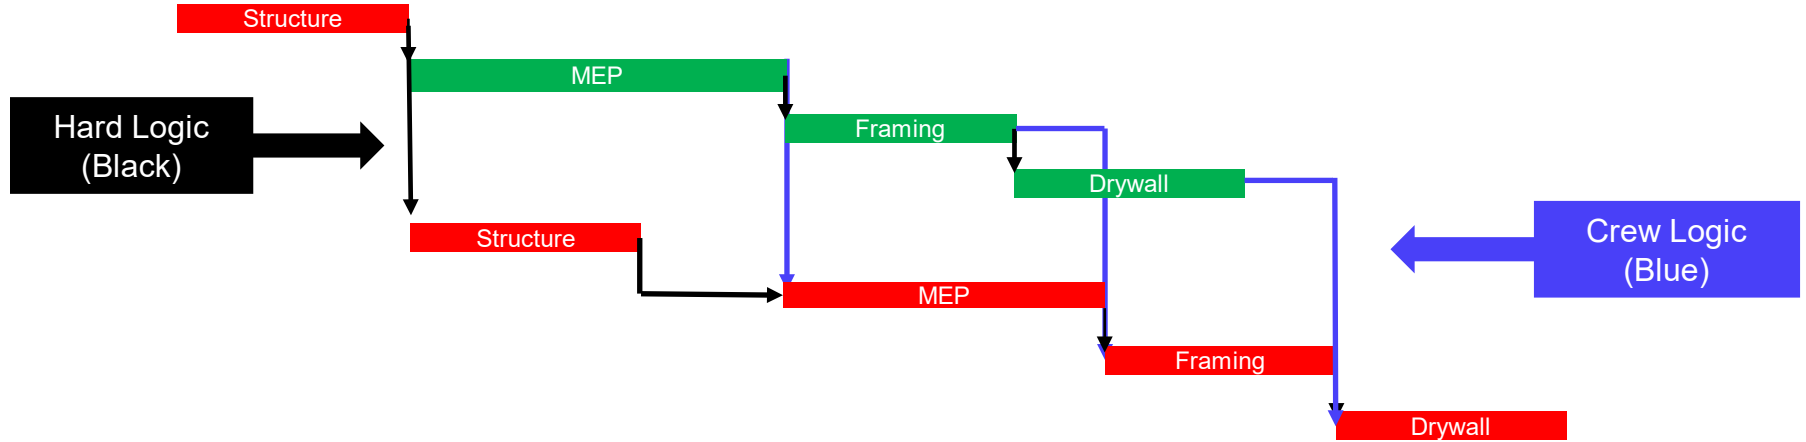 Structure
MEP
Hard Logic
(Black)
Framing
Drywall
Structure
Crew Logic
(Blue)
MEP
Framing
Drywall